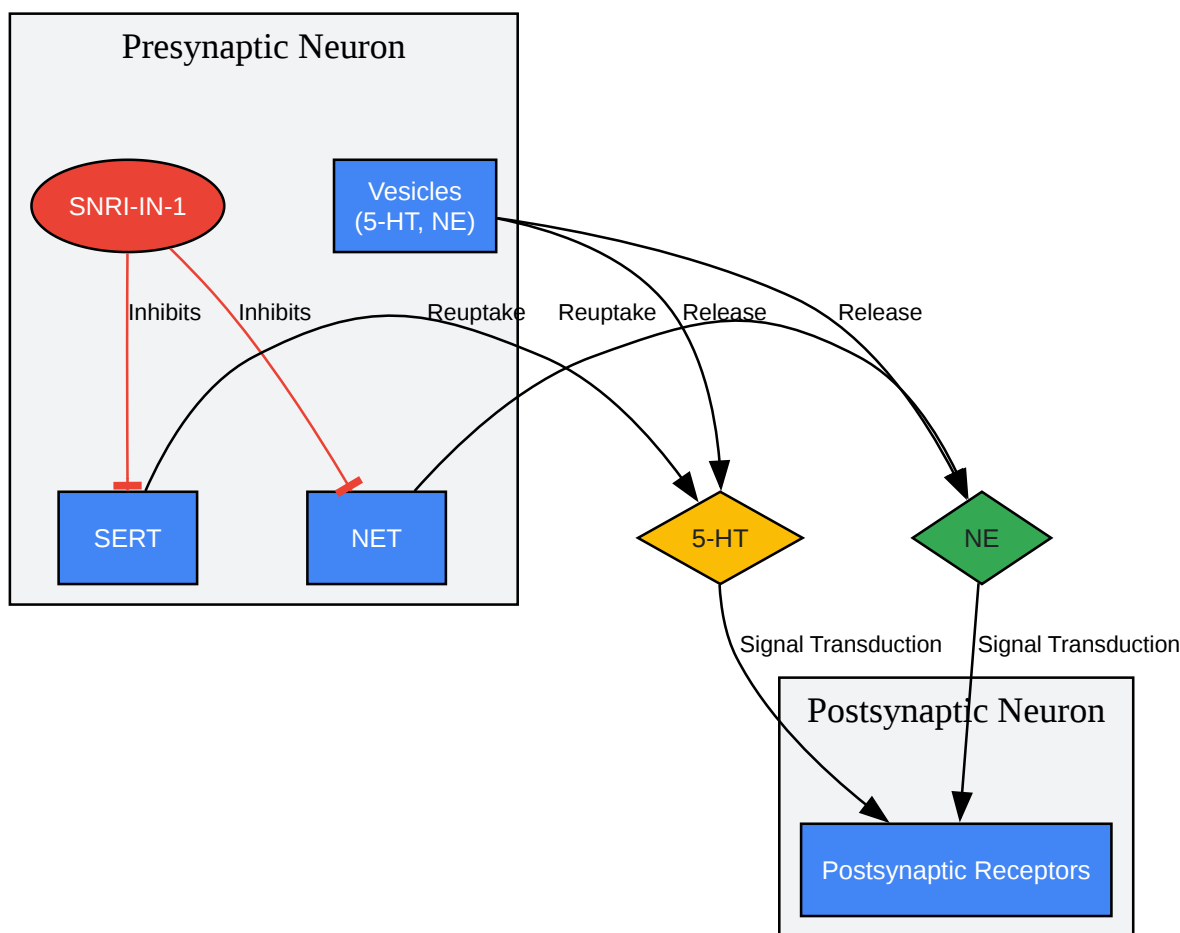 Presynaptic Neuron
SNRI-IN-1
Vesicles
(5-HT, NE)
Inhibits
Inhibits
Reuptake
Reuptake
Release
Release
SERT
NET
5-HT
NE
Signal Transduction
Signal Transduction
Postsynaptic Neuron
Postsynaptic Receptors